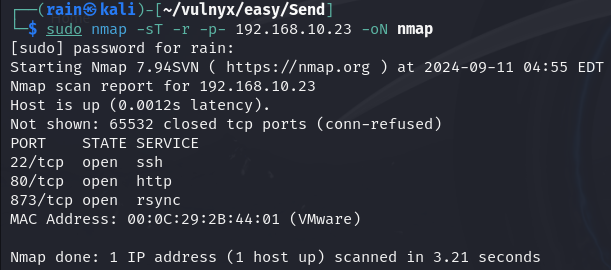 ┌──(rain㉿kali)-[~/vulnyx/easy/Send]
└─$ sudo nmap -sT -r -p- 192.168.10.23 -oN nmap
[sudo] password for rain:
Starting Nmap 7.94SVN ( https://nmap.org ) at 2024-09-11 04:55 EDT
Nmap scan report for 192.168.10.23
Host is up (0.0012s latency).
Not shown: 65532 closed tcp ports (conn-refused)
PORT    STATE SERVICE
22/tcp  open  ssh
80/tcp  open  http
873/tcp open  rsync
MAC Address: 00:0C:29:2B:44:01 (VMware)
Nmap done: 1 IP address (1 host up) scanned in 3.21 seconds